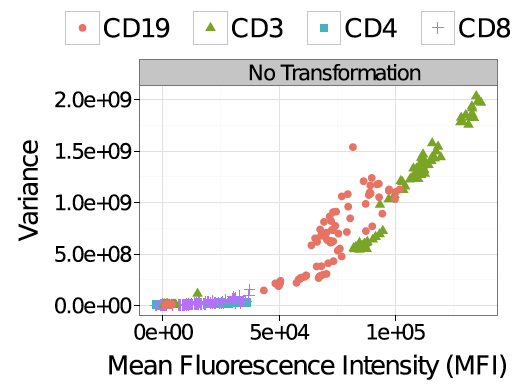 CD19 CD3 CD4 CD8
No Transformation
2.0e+09
1.5e+09
1.0e+09
5.0e+08
0.0e+00
Variance
0e+00 5e+04 1e+05
Mean Fluorescence Intensity (MFI)